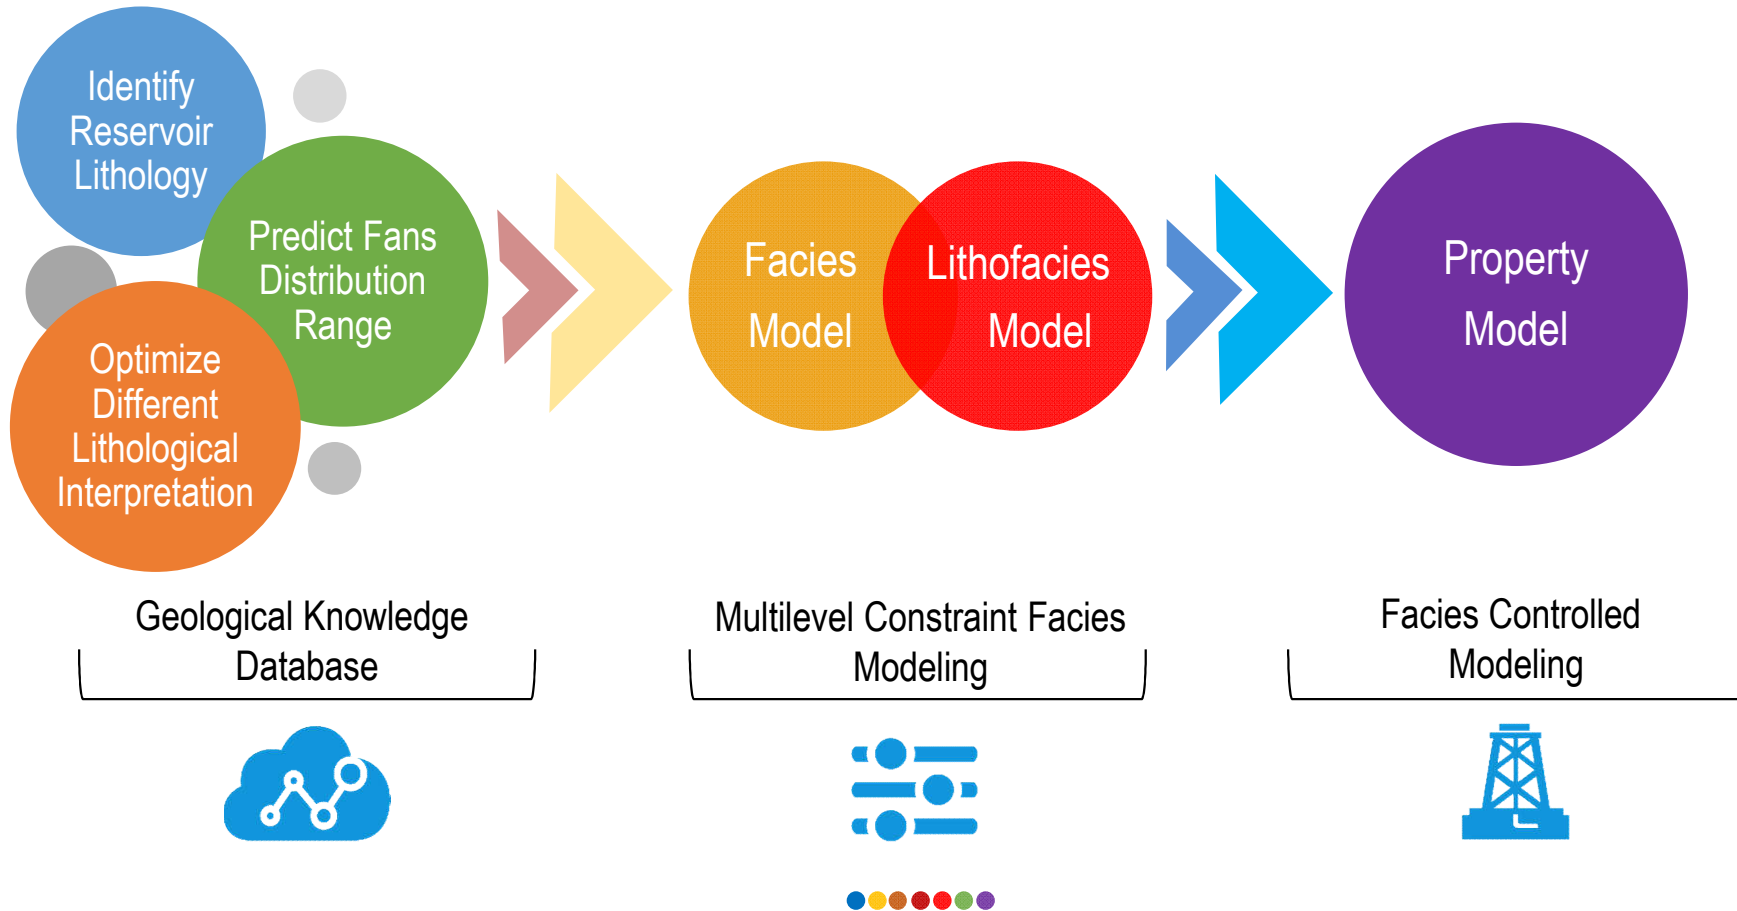 Identify
Reservoir
Lithology
Predict Fans
Distribution
Range
Optimize
Different
Lithological
Interpretation
Facies
Model
Lithofacies
Model
Property
Model
Geological Knowledge
Database
Multilevel Constraint Facies
Modeling
Facies Controlled
Modeling